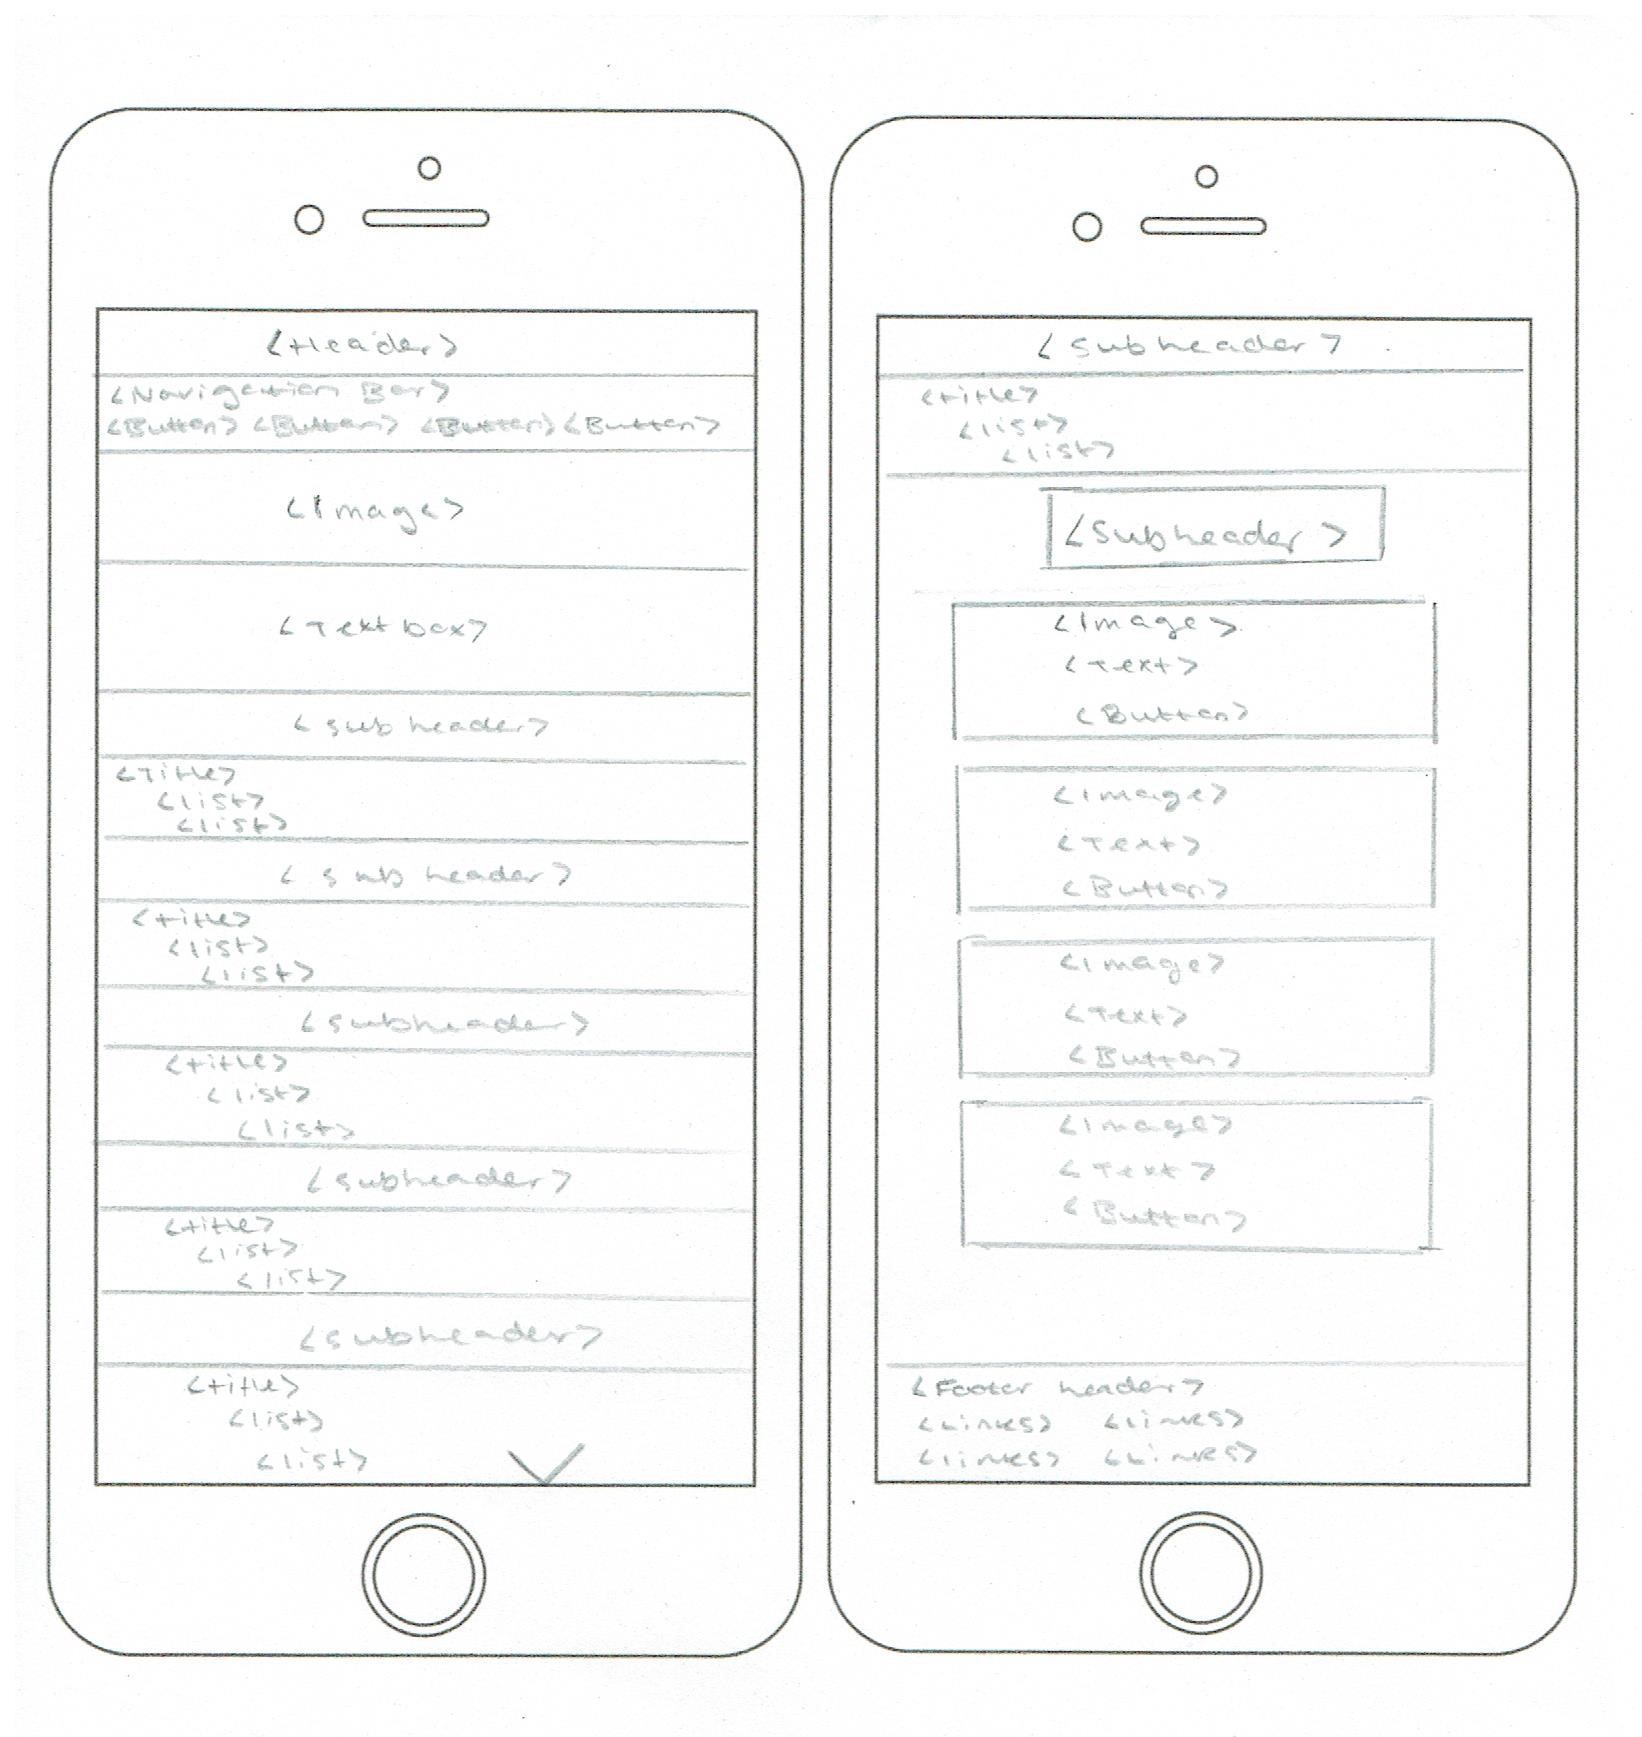 <Header>
<Navigation Bar>
<Button> <Button> <Button> <Button>
<Image>
<Text box>
<sub header>
<Title>
<list>
<list>
<sub header>
<title>
<list>
<list>
<subheader>
<title>
<list>
<list>
<subheader>
<title>
<list>
<list>
<subheader>
<title>
<list>
<list>
<subheader>
<title>
<list>
<list>
<Subheader>
<Image>
<Text>
<Button>
<Image>
<Text>
<Button>
<Image>
<Text>
<Button>
<Image>
<Text>
<Button>
<Footer header>
<Links> <Links>
<links> <Links>